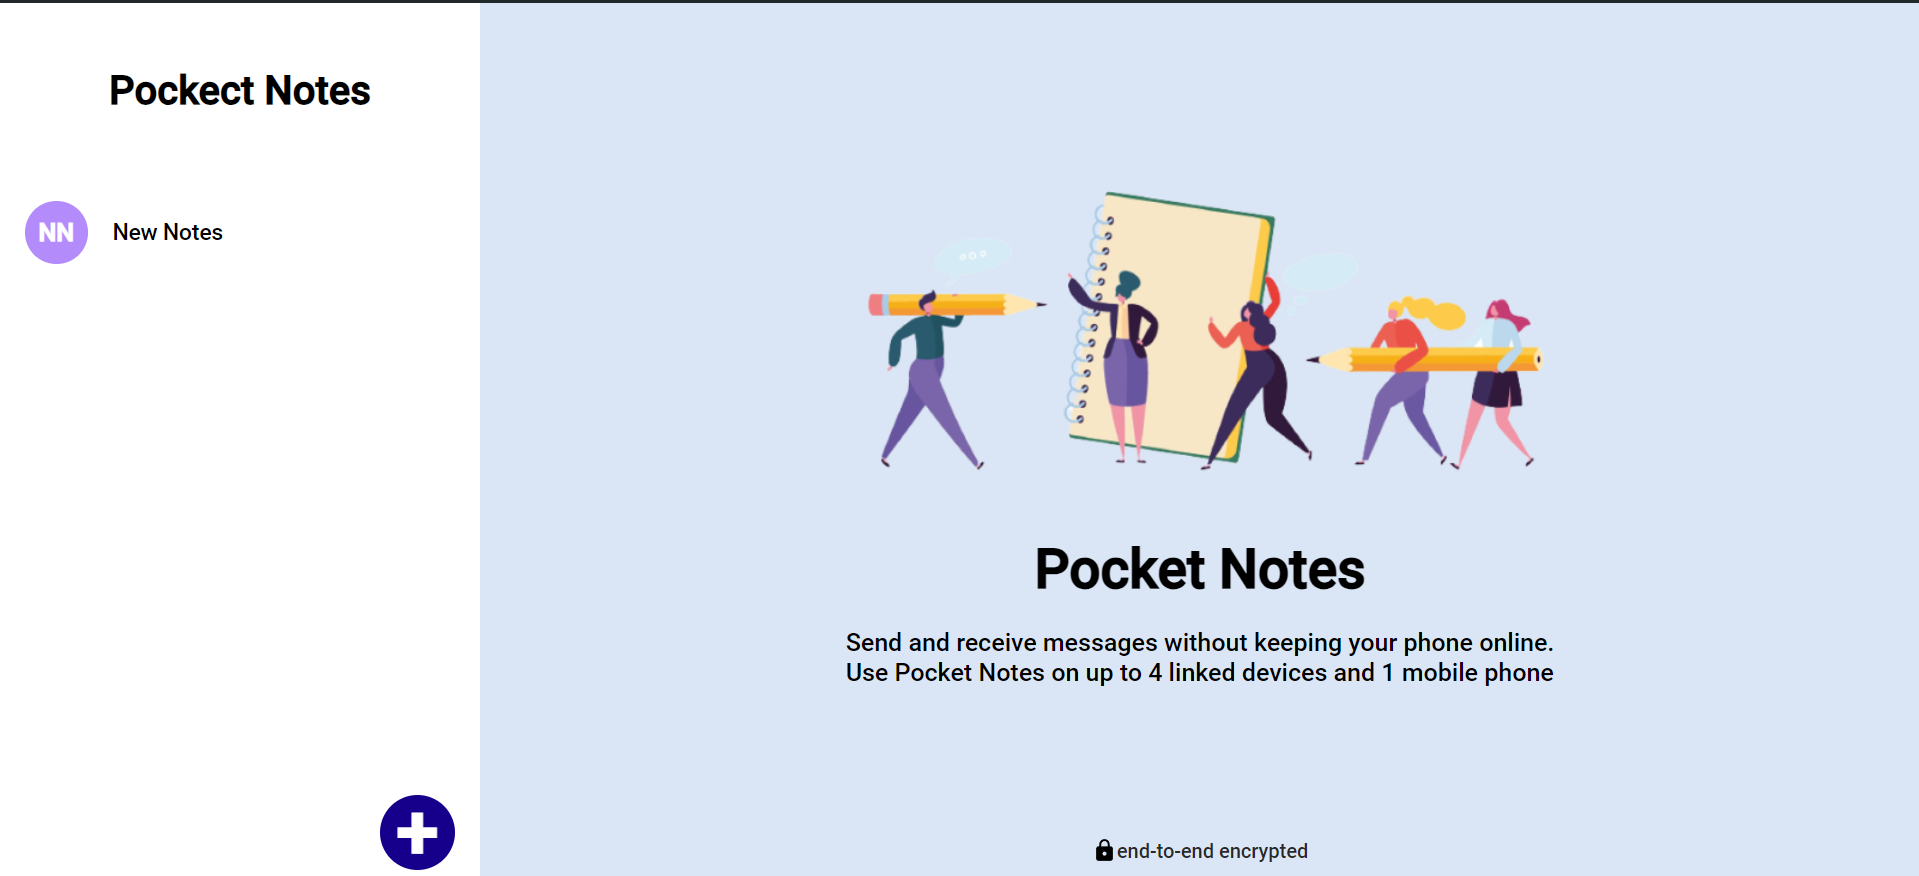 Pockect Notes
NN
New Notes
Pocket Notes
Send and receive messages without keeping your phone online.
Use Pocket Notes on up to 4 linked devices and 1 mobile phone
end-to-end encrypted